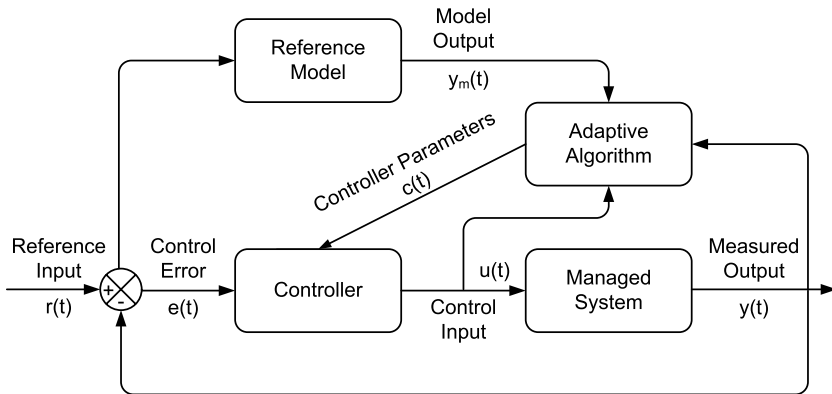 Model
Output
Reference
Model
yₘ(t)
Adaptive
Algorithm
Controller Parameters
c(t)
Reference
Input
r(t)
+
-
Control
Error
e(t)
Controller
u(t)
Control
Input
Managed
System
Measured
Output
y(t)